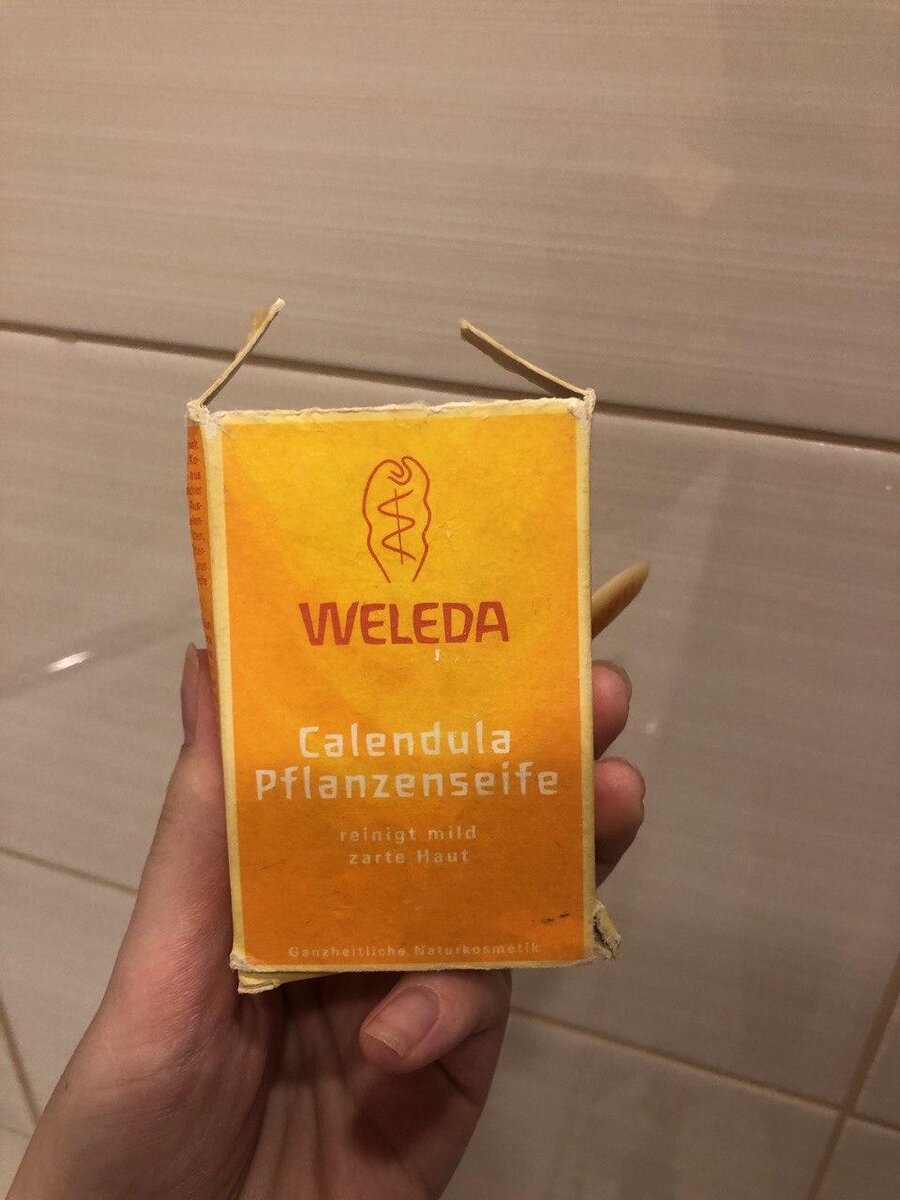 WELEDA
Calendula
Pflanzenseife
reinigt mild
zarte Haut
Ganzheitliche Naturkosmetik